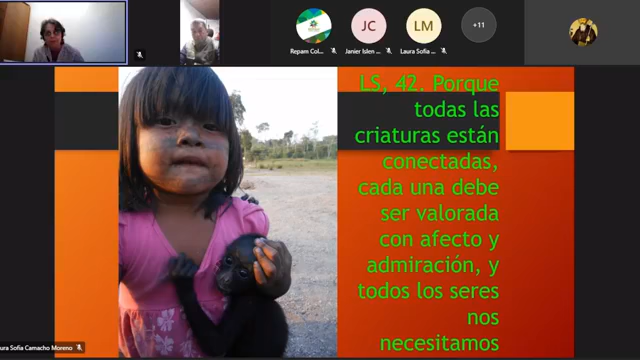 JC
LM
+11
Repam Col...
Janier Islen ...
Laura Sofia ...
LS, 42. Porque
todas las
criaturas están
conectadas,
cada una debe
ser valorada
con afecto y
admiración, y
todos los seres
nos
necesitamos
ura Sofía Camacho Moreno